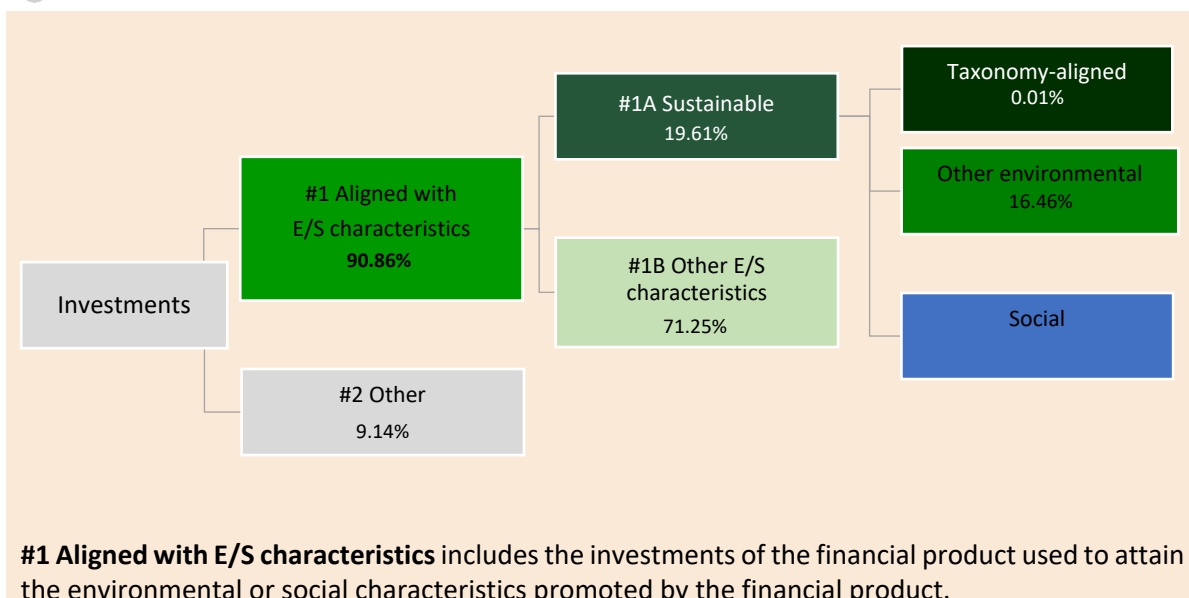 Investments
#1 Aligned with
E/S characteristics
90.86%
#2 Other
9.14%
#1A Sustainable
19.61%
#1B Other E/S
characteristics
71.25%
Taxonomy-aligned
0.01%
Other environmental
16.46%
Social
#1 Aligned with E/S characteristics includes the investments of the financial product used to attain
the environmental or social characteristics promoted by the financial product.